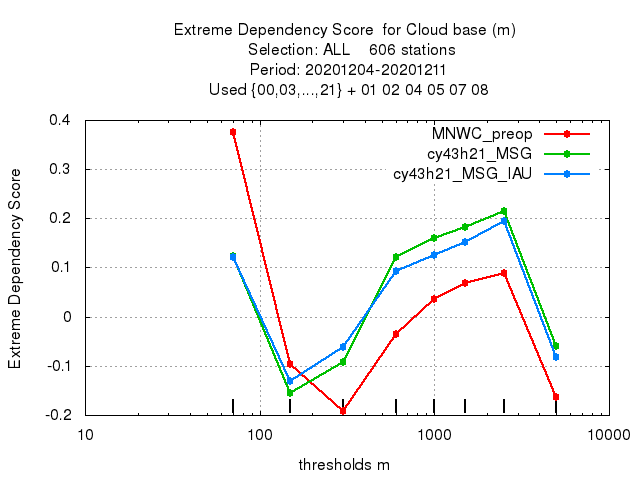 Extreme Dependency Score  for Cloud base (m)
Selection: ALL    606 stations
Period: 20201204-20201211
Used {00,03,...,21} + 01 02 04 05 07 08
MNWC_preop
cy43h21_MSG
cy43h21_MSG_IAU
Extreme Dependency Score
0.4
0.3
0.2
0.1
0
-0.1
-0.2
10
100
1000
10000
thresholds m